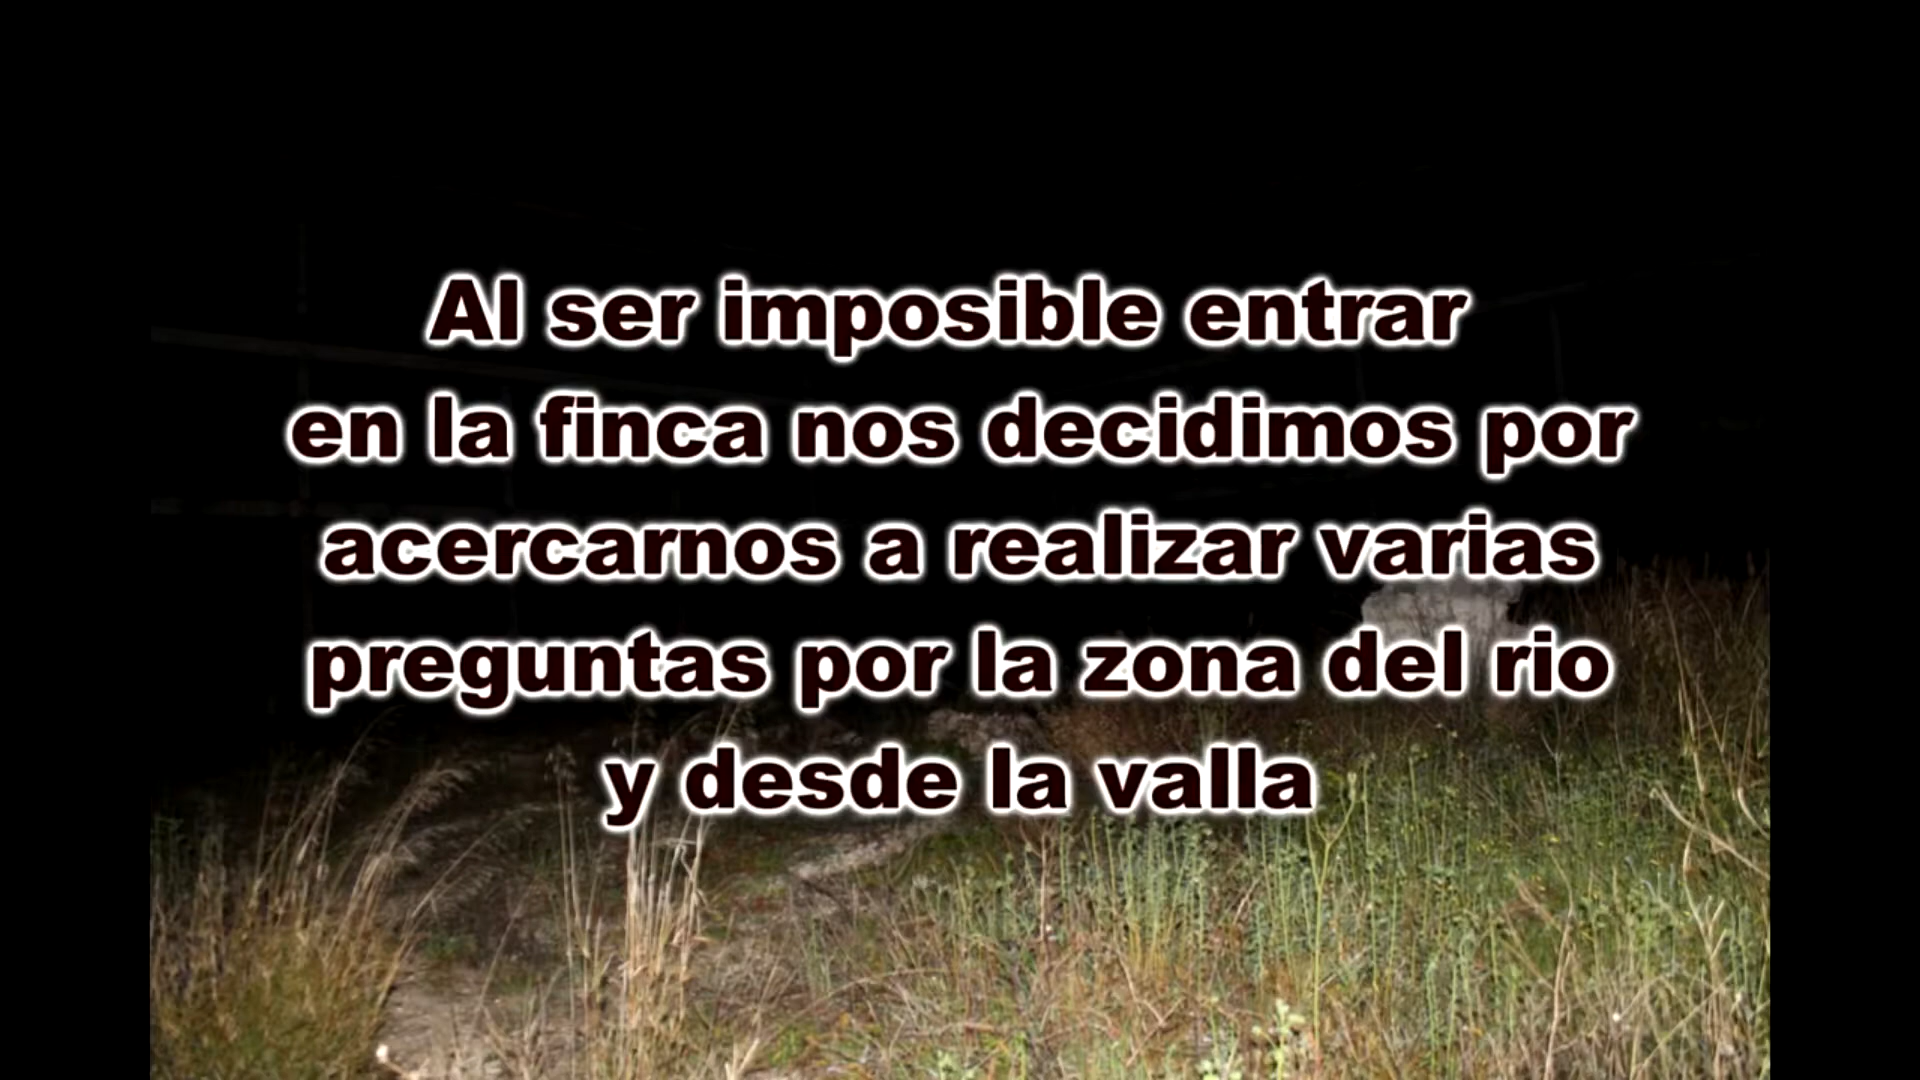 Al ser imposible entrar
en la finca nos decidimos por
acercarnos a realizar varias
preguntas por la zona del rio
y desde la valla